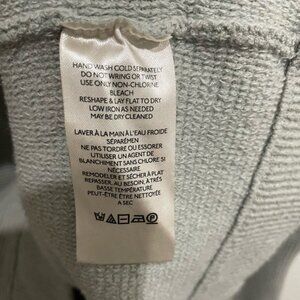 HAND WASH COLD SEPARATELY
DO NOT WRING OR TWIST
USE ONLY NON-CHLORINE
BLEACH
RESHAPE & LAY FLAT TO DRY
LOW IRON AS NEEDED
MAY BE DRY CLEANED
LAVER À LA MAIN À L'EAU FROIDE
SÉPARÉMEN
NE PAS TORDRE OU ESSORER
UTILISER UN AGENT DE
BLANCHIMENT SANS CHLORE SI
NÉCESSAIRE
REMODELER ET SÉCHER À PLAT
REPASSER, AU BESOIN, À TRÈS
BASSE TEMPÉRATURE
PEUT-ÊTRE ÊTRE NETTOYÉE
A SEC